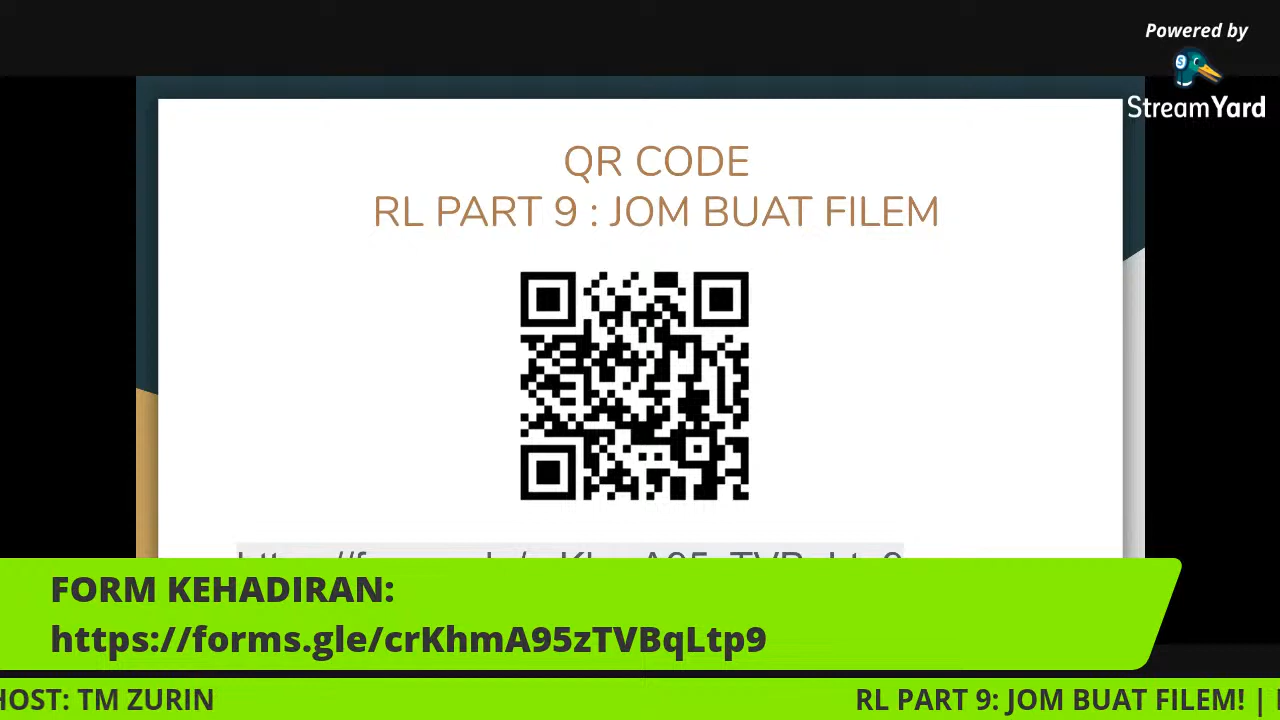 Powered by
StreamYard
QR CODE
RL PART 9 : JOM BUAT FILEM
FORM KEHADIRAN:
https://forms.gle/crKhmA95zTVBqLtp9
HOST: TM ZURIN
RL PART 9: JOM BUAT FILEM! |